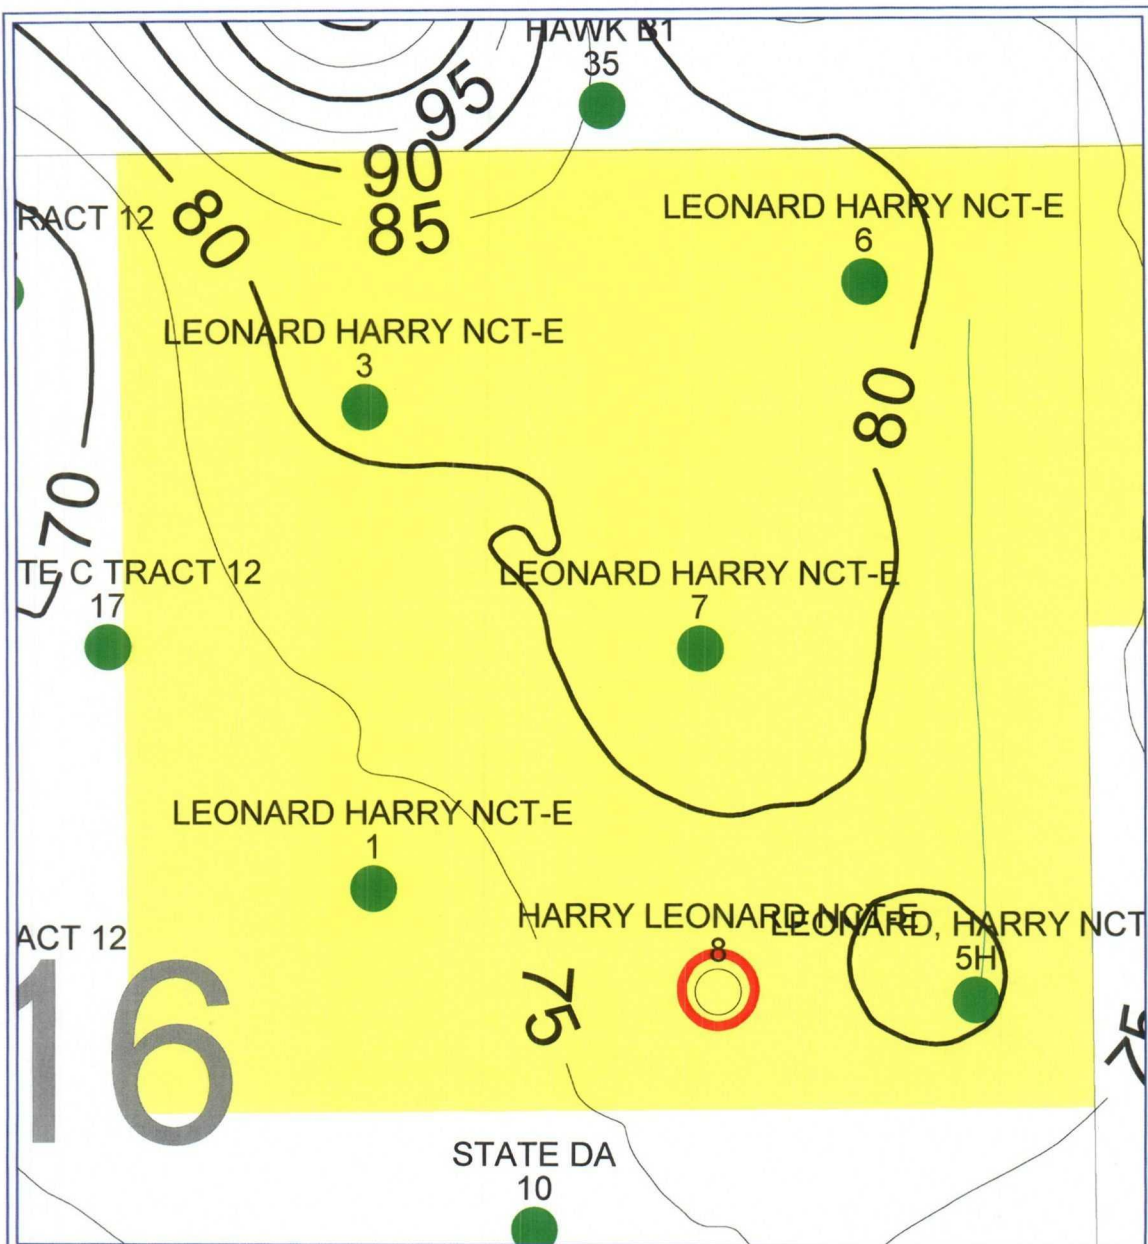 HAWK B1
35
95
90
85
80
RACT 12
LEONARD HARRY NCT-E
6
LEONARD HARRY NCT-E
3
80
70
TE C TRACT 12
17
LEONARD HARRY NCT-E
7
LEONARD HARRY NCT-E
1
HARRY LEONARD NCT-E
8
LEONARD, HARRY NCT
5H
ACT 12
16
75
75
STATE DA
10